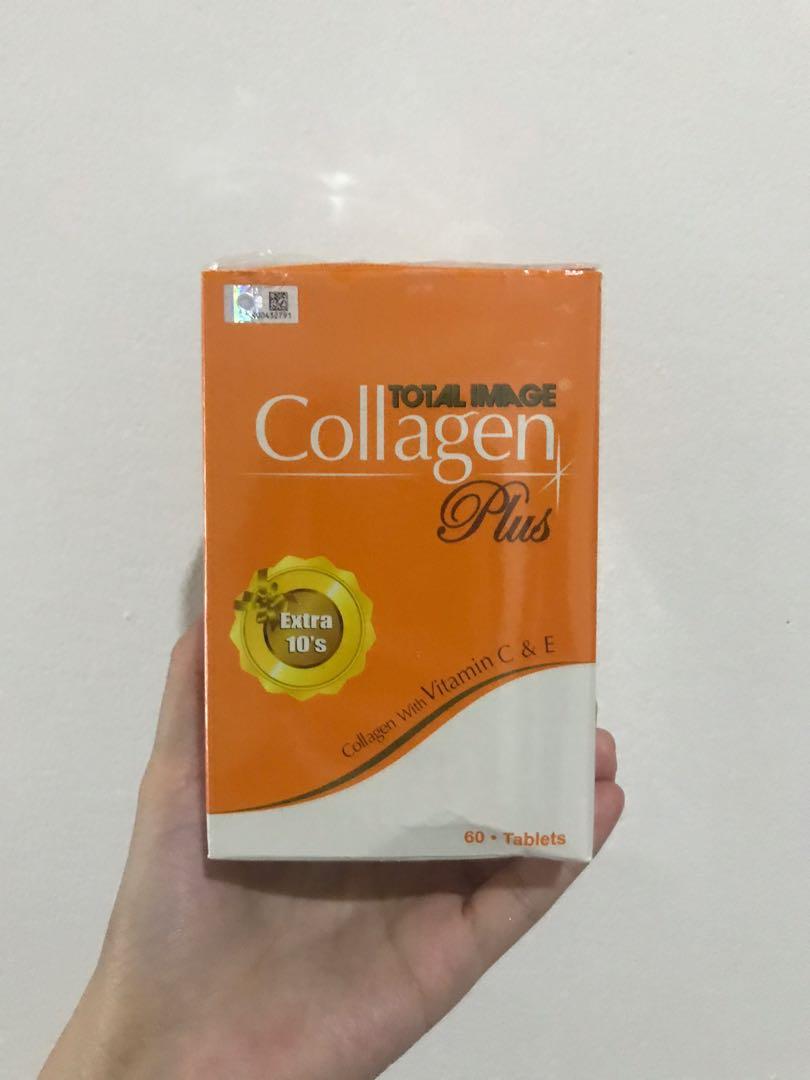 TOTAL IMAGE®
Collagen
Plus
Extra
10's
Collagen With Vitamin C & E
60 • Tablets